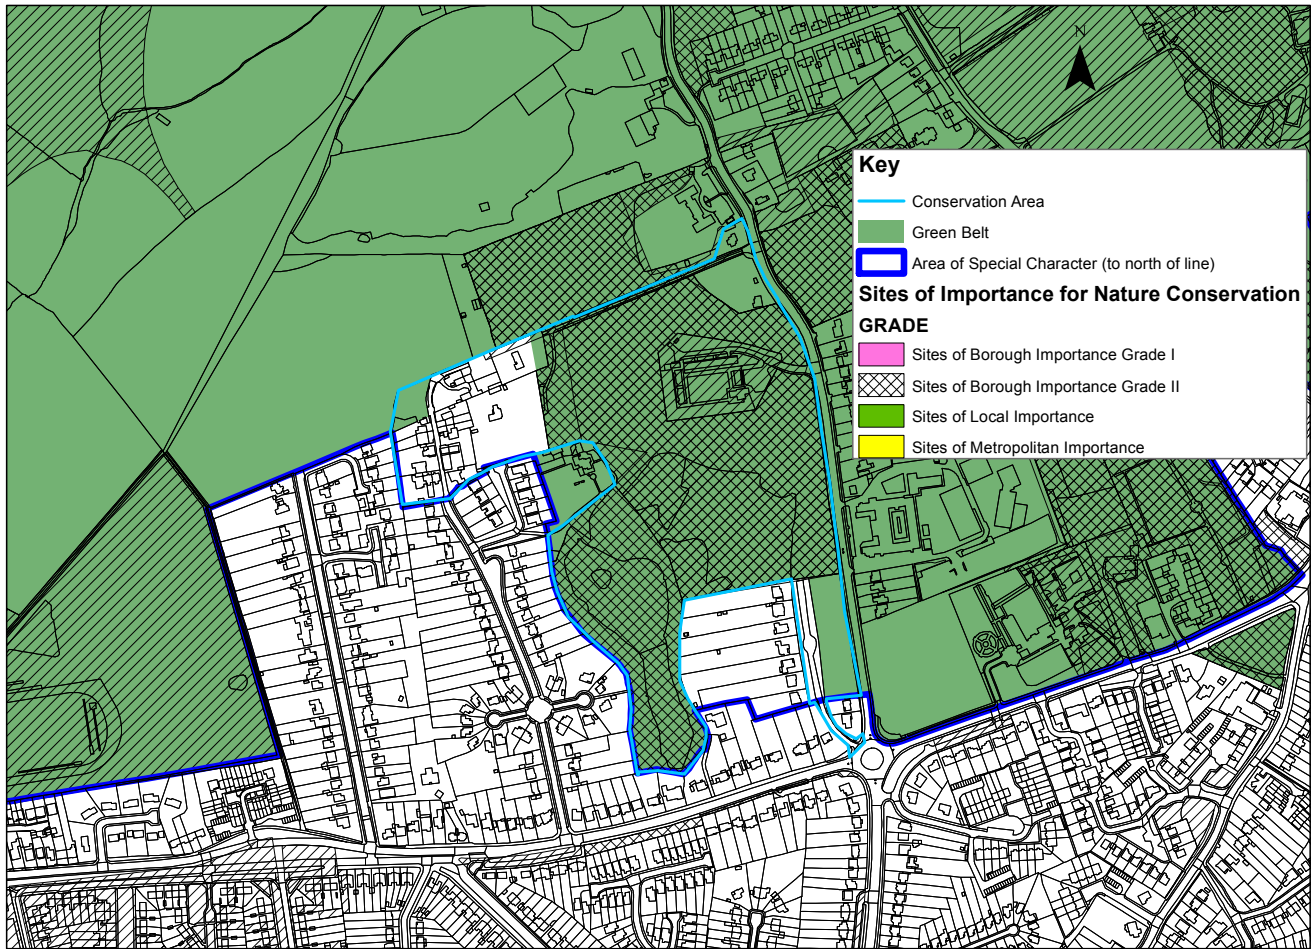 N
Key
Conservation Area
Green Belt
Area of Special Character (to north of line)
Sites of Importance for Nature Conservation
GRADE
Sites of Borough Importance Grade I
Sites of Borough Importance Grade II
Sites of Local Importance
Sites of Metropolitan Importance